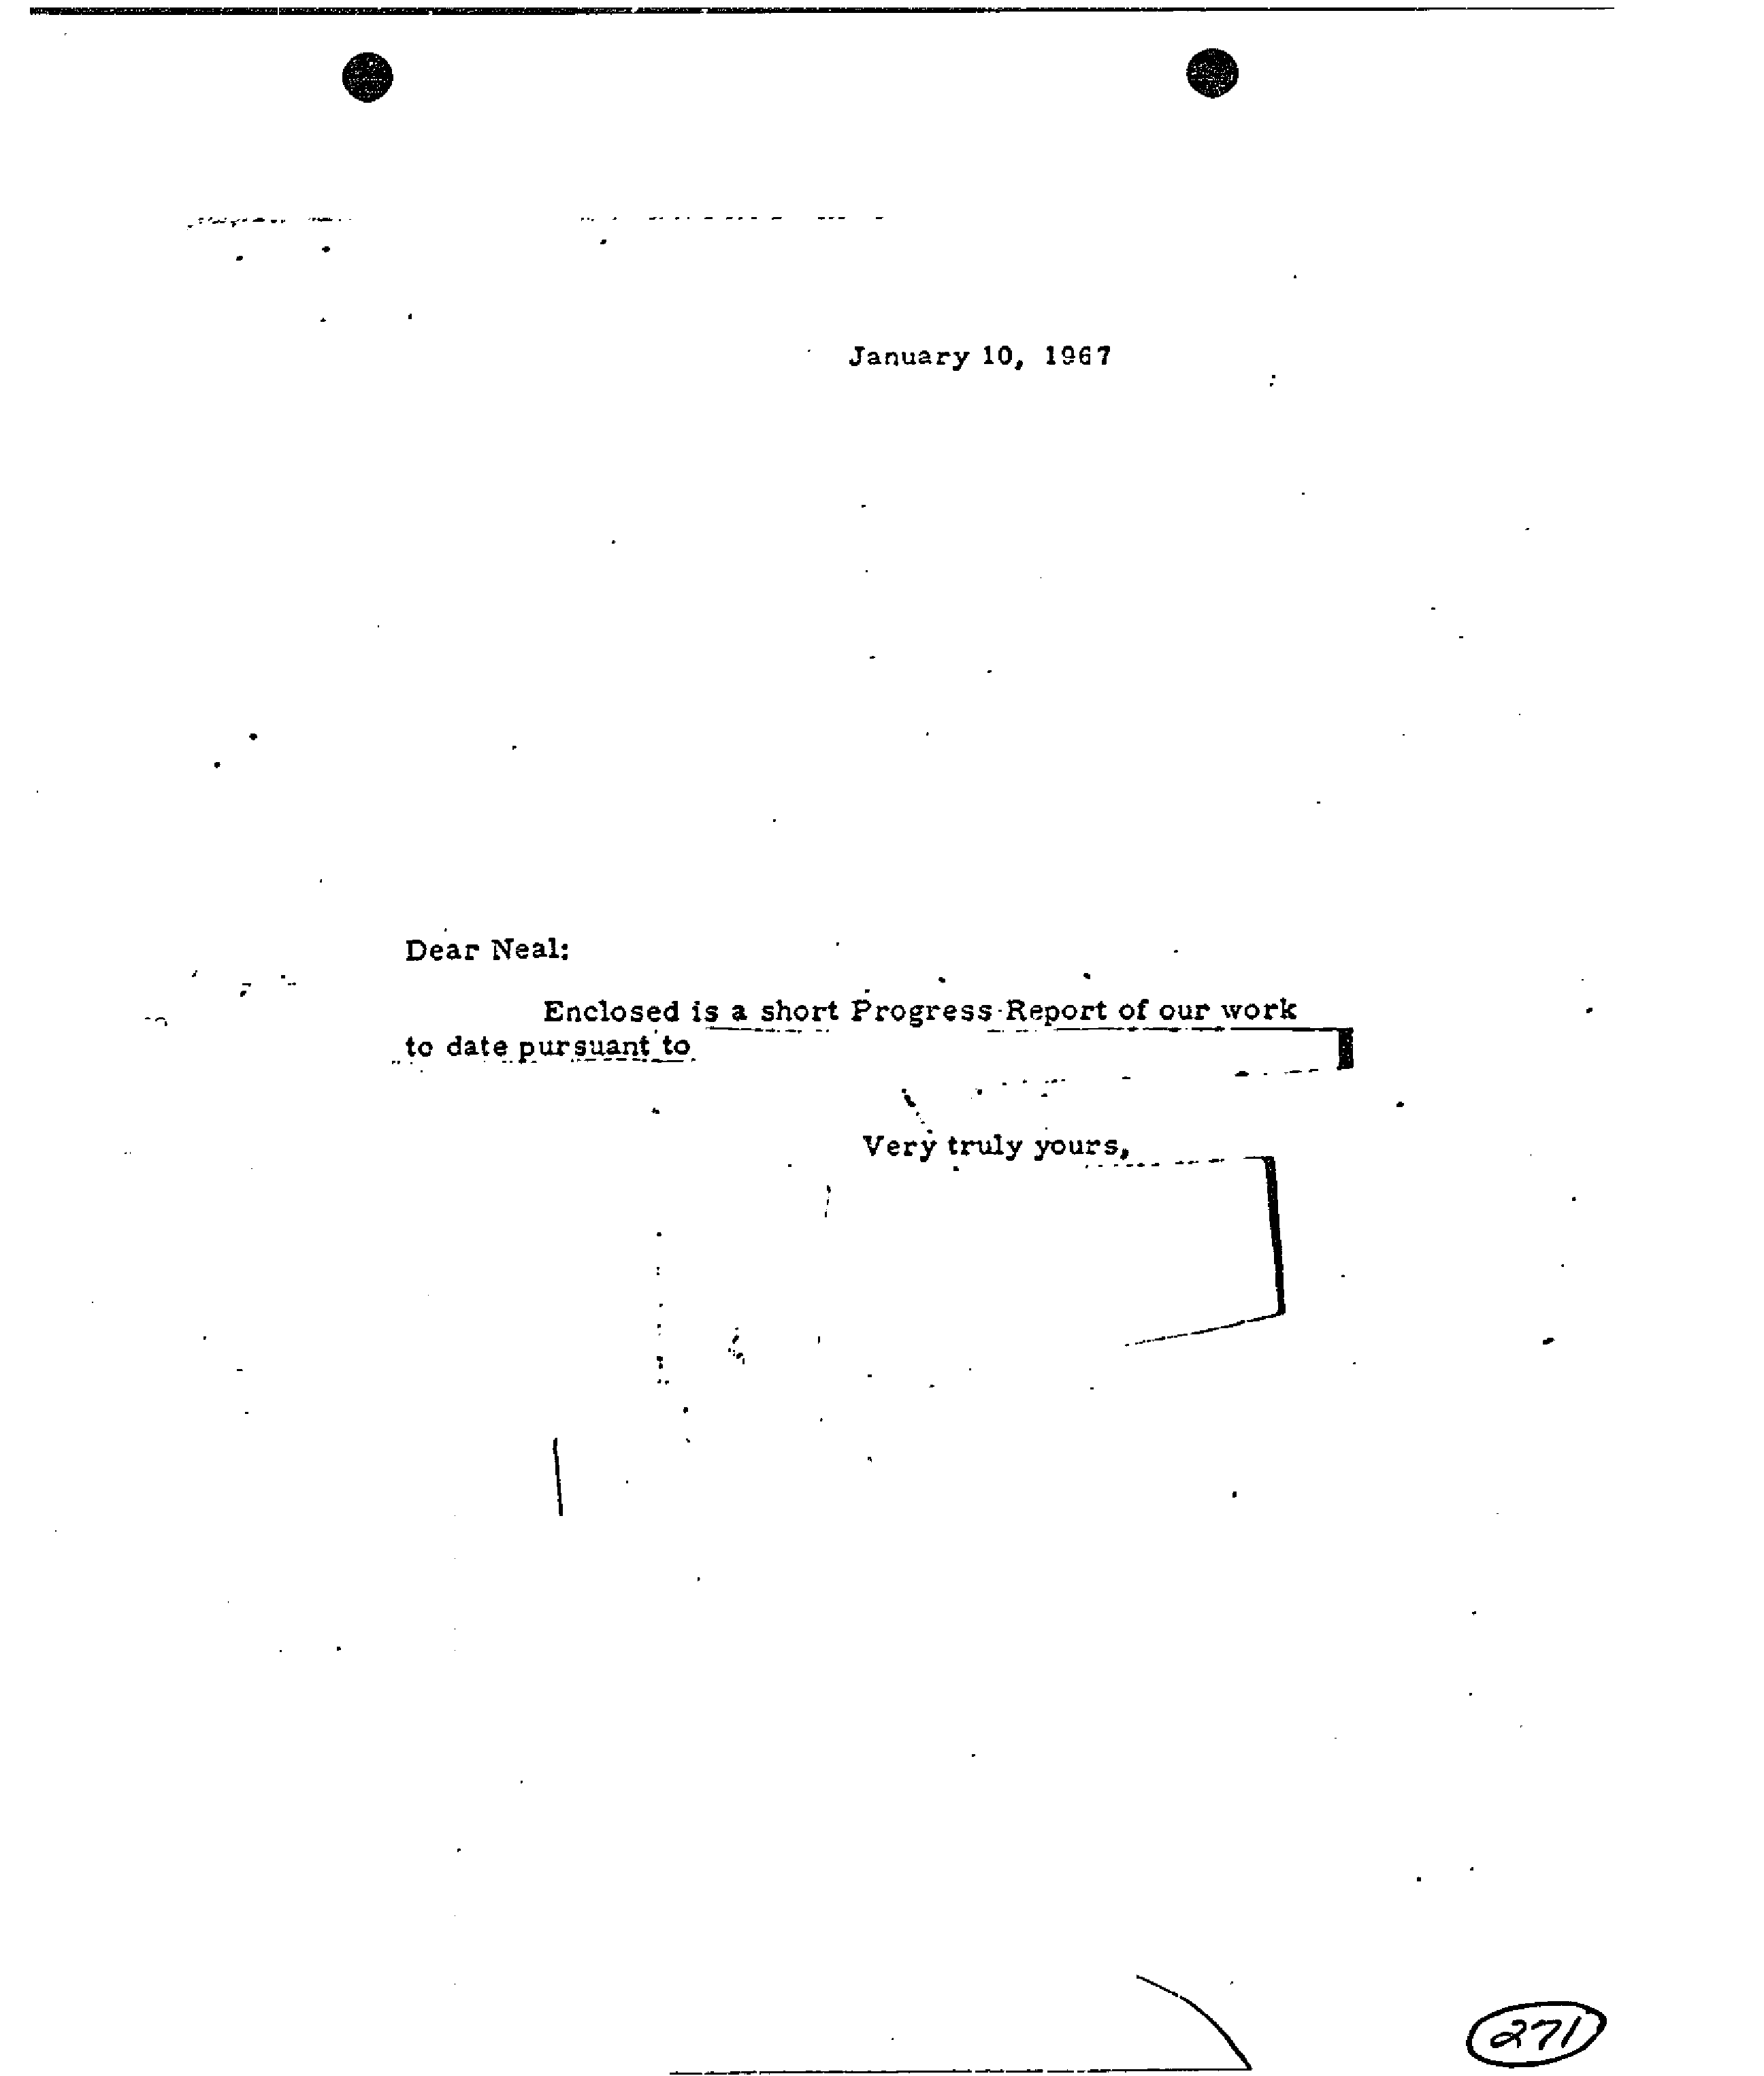 January 10, 1967
Dear Neal:
Enclosed is a short Progress Report of our work
to date pursuant to
Very truly yours,
271